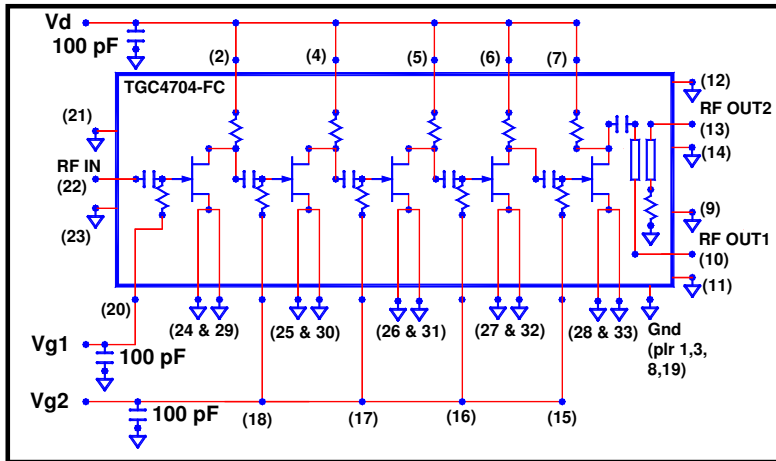 Vd
100 pF
(2)
(4)
(5)
(6)
(7)
TGC4704-FC
(12)
RF OUT2
(13)
(14)
(21)
RF IN
(22)
(23)
(9)
RF OUT1
(10)
(11)
(20)
(24 & 29)
(25 & 30)
(26 & 31)
(27 & 32)
(28 & 33)
Gnd
(plr 1,3,
8,19)
Vg1
100 pF
Vg2
100 pF
(18)
(17)
(16)
(15)